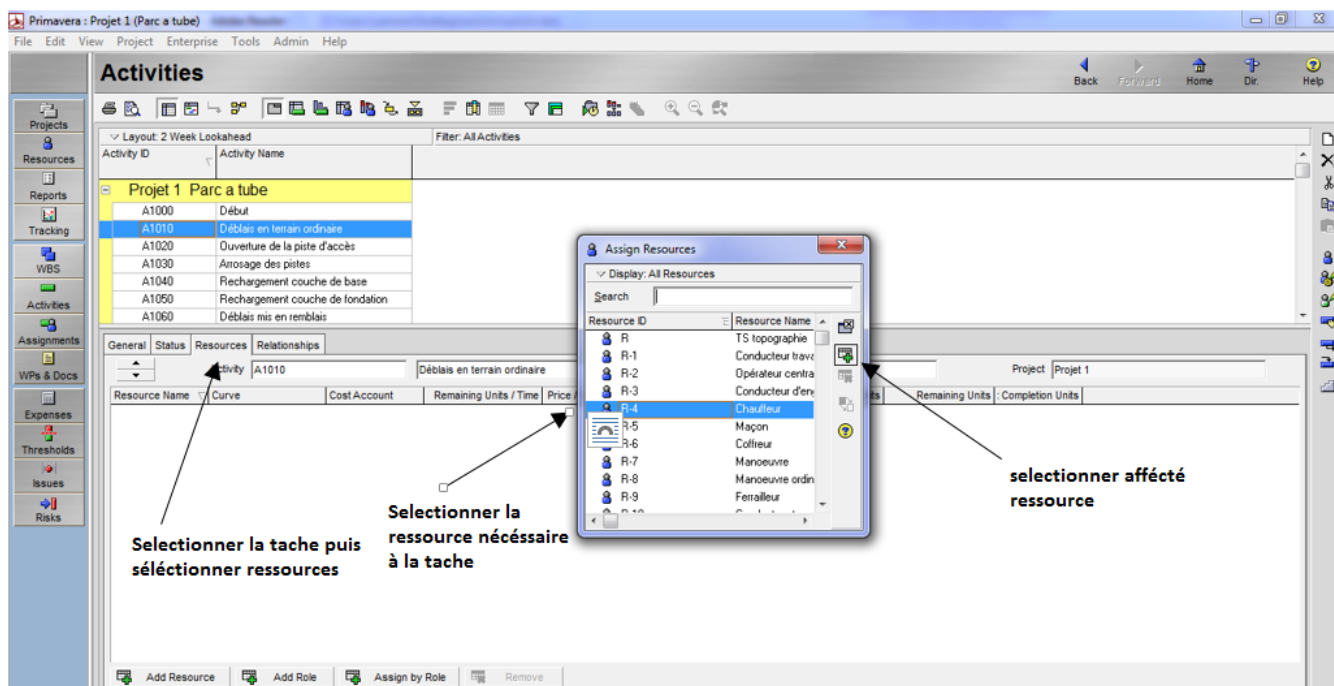 Primavera : Projet 1 (Parc a tube)
File Edit View Project Enterprise Tools Admin Help
Activities
Back Forward Home Dir. Help
Projects
Resources
Reports
Tracking
WBS
Activities
Assignments
WPs & Docs
Expenses
Thresholds
Issues
Risks
Layout: 2 Week Lookahead Filter: All Activities
Activity ID Activity Name
Projet 1 Parc a tube
A1000 Début
A1010 Déblais en terrain ordinaire
A1020 Ouverture de la piste d'accès
A1030 Arrosage des pistes
A1040 Rechargement couche de base
A1050 Rechargement couche de fondation
A1060 Déblais mis en remblais
General Status Resources Relationships
Activity A1010 Déblais en terrain ordinaire Project Projet 1
Resource Name Curve Cost Account Remaining Units / Time Price / Remaining Units : Completion Units
Assign Resources
Display: All Resources
Search
Resource ID Resource Name
R TS topographie
R-1 Conducteur trava
R-2 Opérateur centra
R-3 Conducteur d'en
R-4 Chauffeur
R-5 Maçon
R-6 Coffreur
R-7 Manoeuvre
R-8 Manoeuvre ordin
R-9 Ferrailleur
Selectionner la tache puis
séléctionner ressources
Selectionner la
ressource nécéssaire
à la tache
selectionner affécté
ressource
Add Resource Add Role Assign by Role Remove